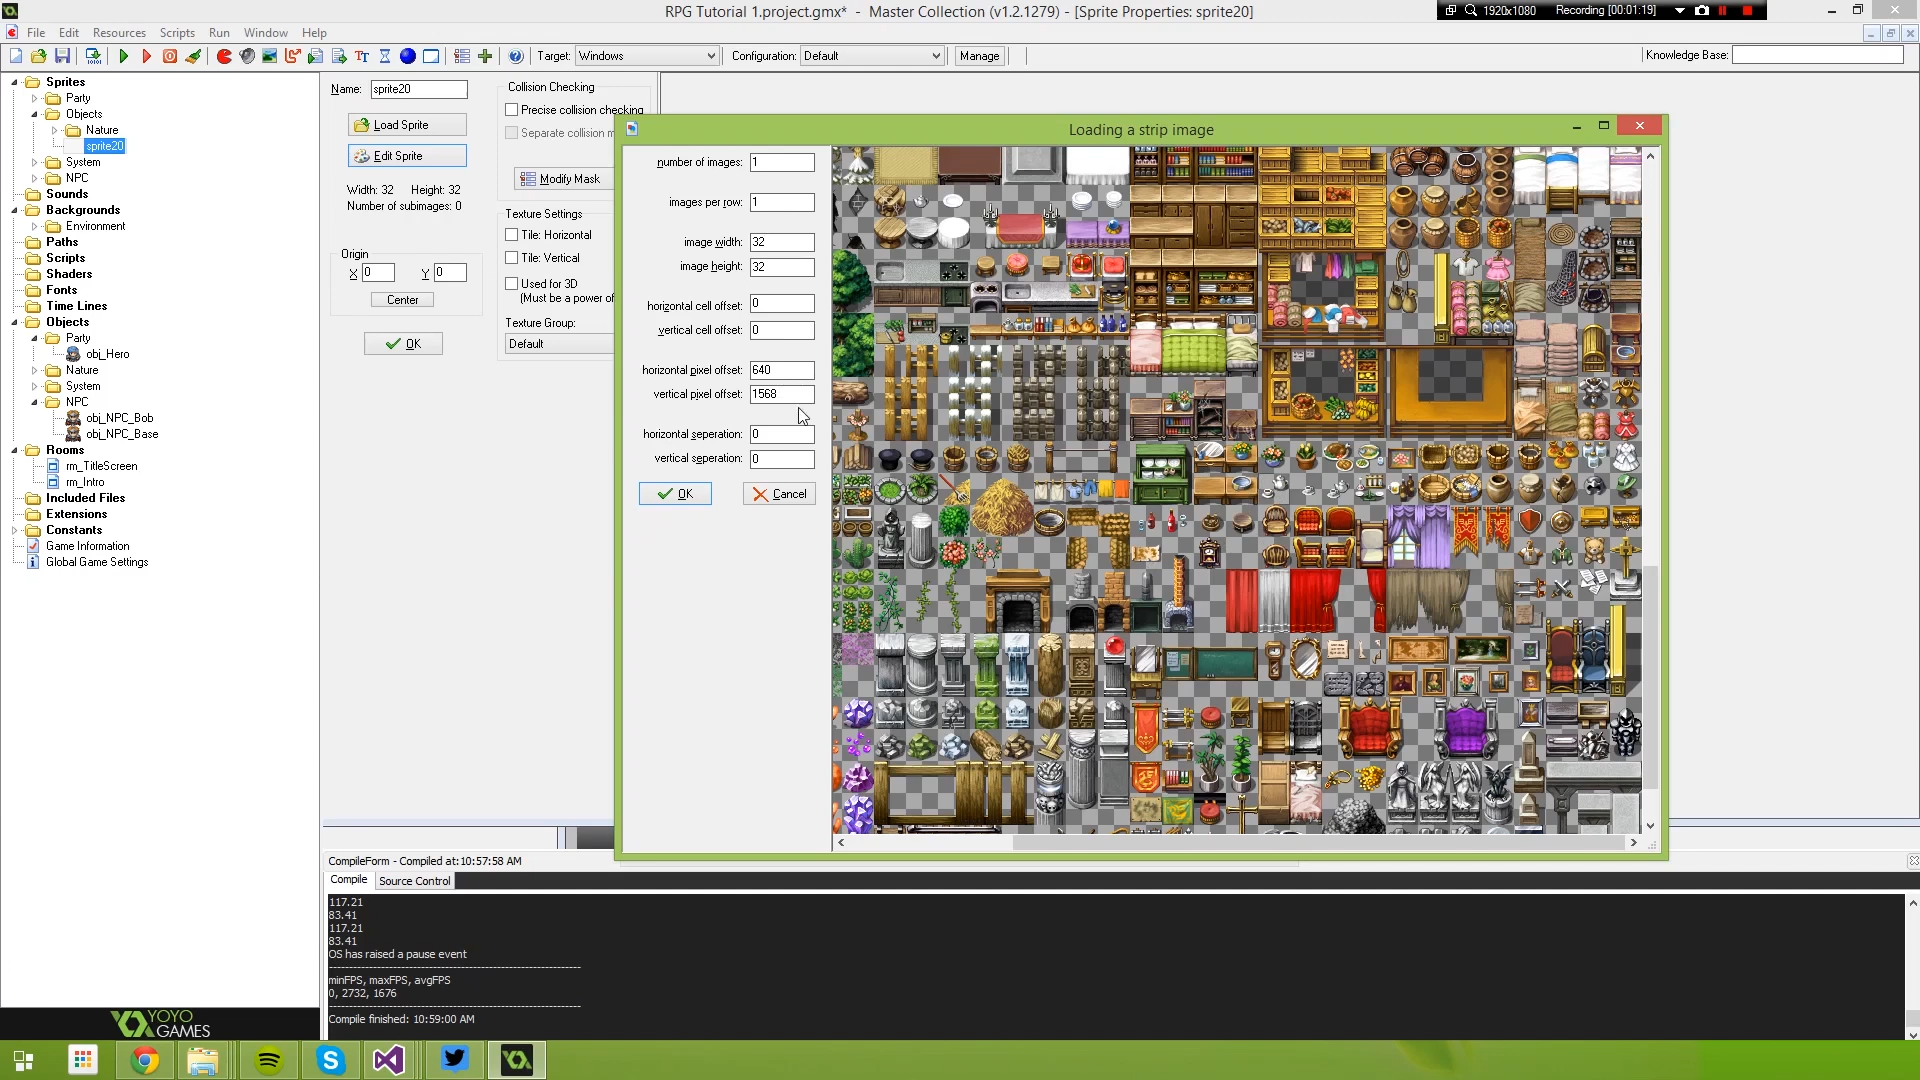 RPG Tutorial 1.project.gmx* - Master Collection (v1.2.1279) - [Sprite Properties: sprite20]
1920x1080
Recording [00:01:19]
File Edit Resources Scripts Run Window Help
Target: Windows
Configuration: Default
Manage
Knowledge Base:
Sprites
Party
Objects
Nature
sprite20
System
NPC
Sounds
Backgrounds
Environment
Paths
Scripts
Shaders
Fonts
Time Lines
Objects
Party
obj_Hero
Nature
System
NPC
obj_NPC_Bob
obj_NPC_Base
Rooms
rm_TitleScreen
rm_Intro
Included Files
Extensions
Constants
Game Information
Global Game Settings
YOYO
GAMES
Name: sprite20
Load Sprite
Edit Sprite
Width: 32 Height: 32
Number of subimages: 0
Origin
X 0 Y 0
Center
OK
Collision Checking
Precise collision checking
Separate collision m
Modify Mask
Texture Settings
Tile: Horizontal
Tile: Vertical
Used for 3D
(Must be a power of
Texture Group:
Default
Loading a strip image
number of images: 1
images per row: 1
image width: 32
image height: 32
horizontal cell offset: 0
vertical cell offset: 0
horizontal pixel offset: 640
vertical pixel offset: 1568
horizontal seperation: 0
vertical seperation: 0
OK
Cancel
CompileForm - Compiled at:10:57:58 AM
Compile
Source Control
117.21
83.41
117.21
83.41
OS has raised a pause event
minFPS, maxFPS, avgFPS
0, 2732, 1676
Compile finished: 10:59:00 AM